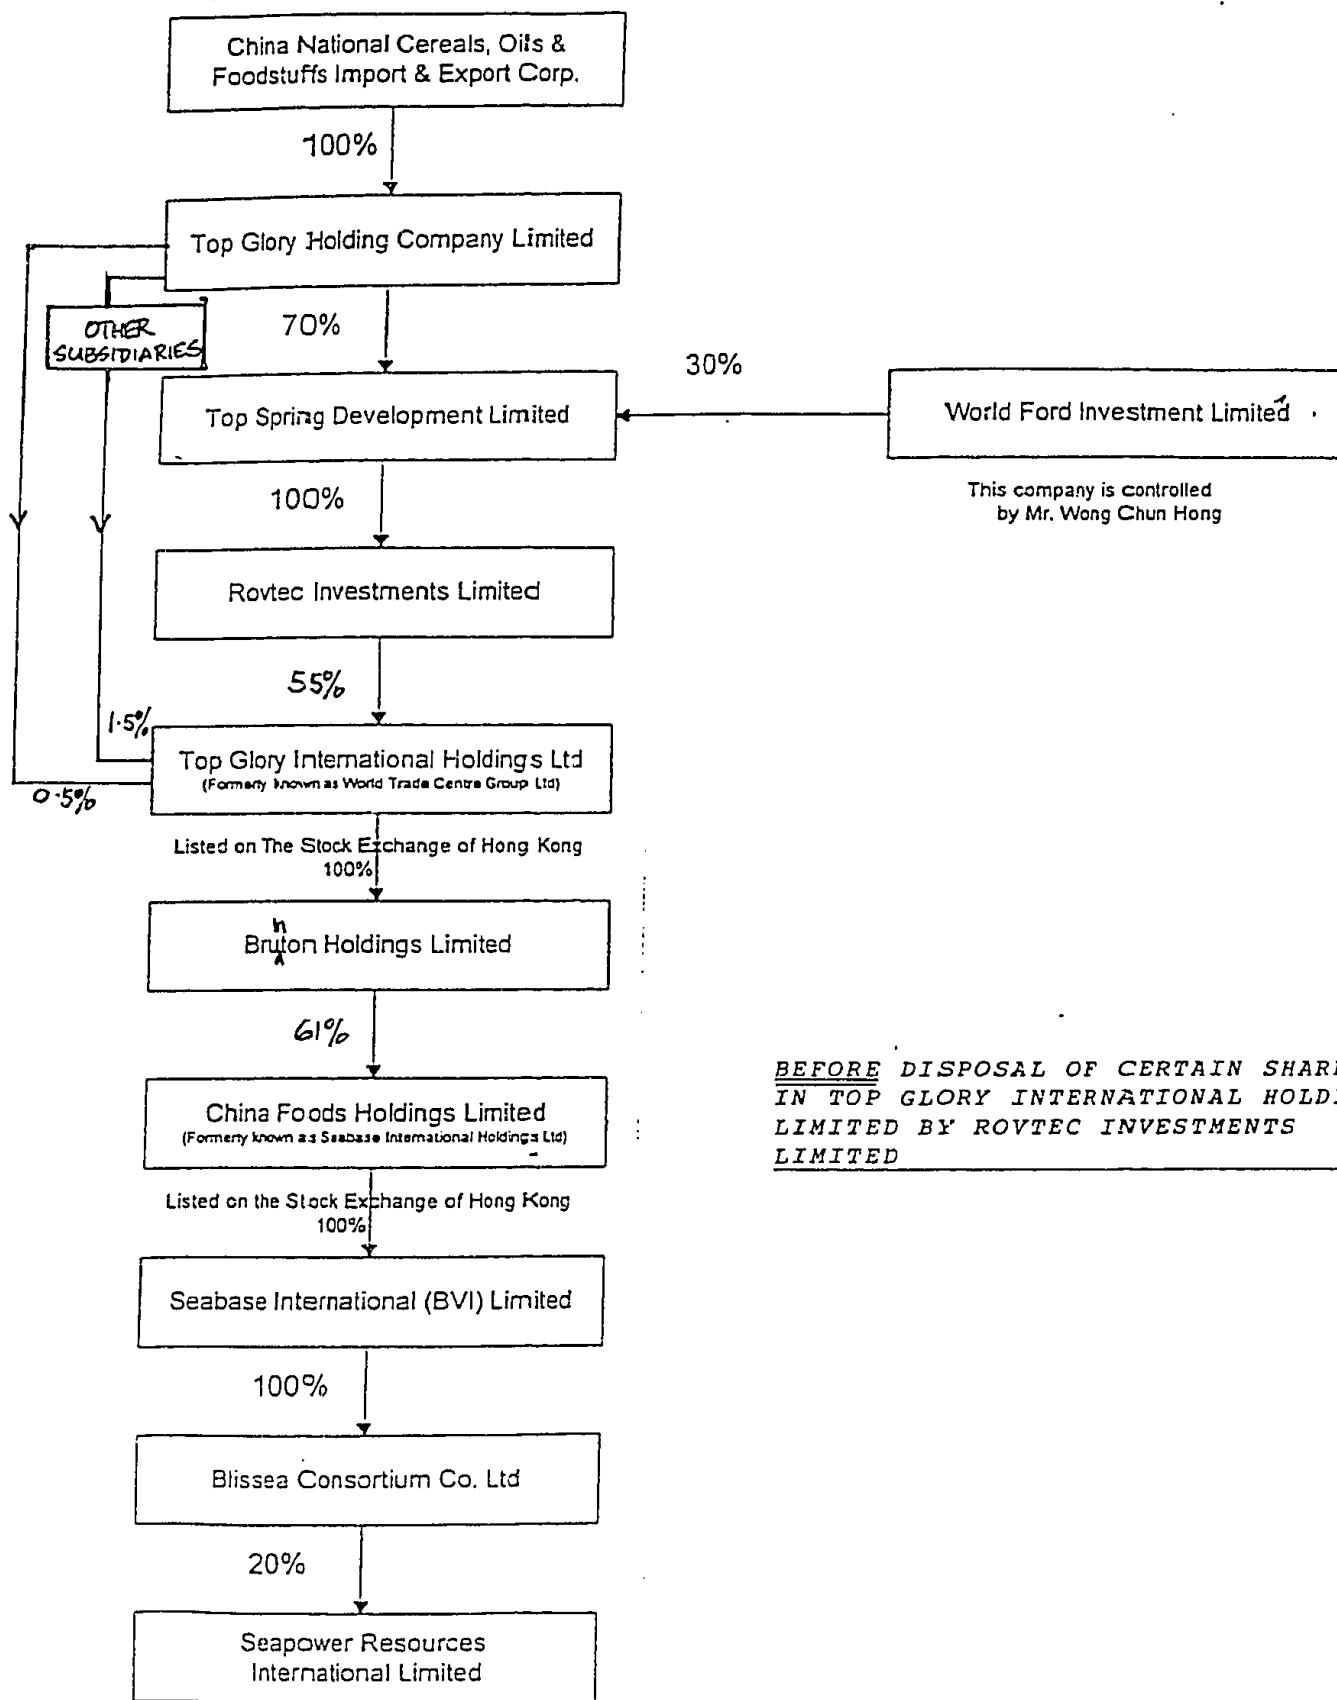 China National Cereals, Oils &
Foodstuffs Import & Export Corp.
100%
Top Glory Holding Company Limited
OTHER
SUBSIDIARIES
70%
30%
Top Spring Development Limited
World Ford Investment Limited
This company is controlled
by Mr. Wong Chun Hong
100%
Rovtec Investments Limited
55%
1.5%
0.5%
Top Glory International Holdings Ltd
(Formerly known as World Trade Centre Group Ltd)
Listed on The Stock Exchange of Hong Kong
100%
n
Bruton Holdings Limited
61%
China Foods Holdings Limited
(Formerly known as Seabase International Holdings Ltd)
BEFORE DISPOSAL OF CERTAIN SHAR
IN TOP GLORY INTERNATIONAL HOLDI
LIMITED BY ROVTEC INVESTMENTS
LIMITED
Listed on the Stock Exchange of Hong Kong
100%
Seabase International (BVI) Limited
100%
Blissea Consortium Co. Ltd
20%
Seapower Resources
International Limited